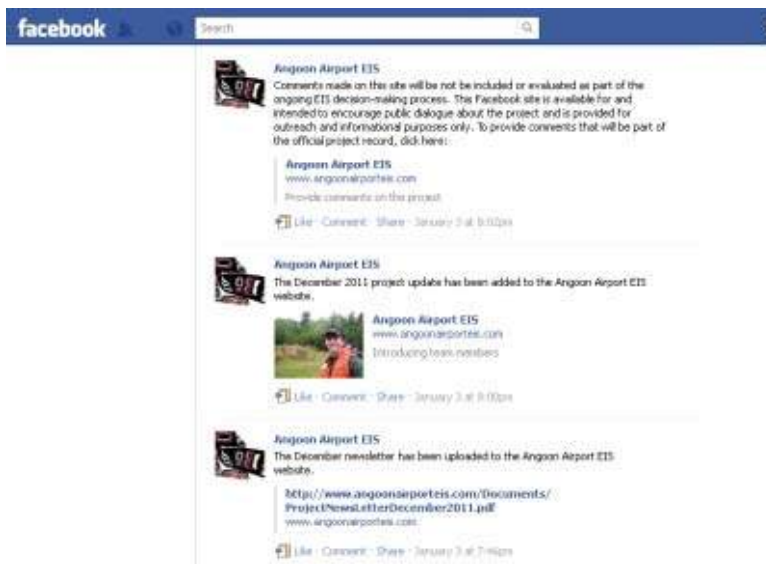 facebook
Search
Angoon Airport EIS
Comments made on this site will be not be included or evaluated as part of the
ongoing EIS decision-making process. This Facebook site is available for and
intended to encourage public dialogue about the project and is provided for
outreach and informational purposes only. To provide comments that will be part of
the official project record, click here:
Angoon Airport EIS
www.angoonairporteis.com
Provide comments on the project
Like · Comment · Share · January 3 at
Angoon Airport EIS
The December 2011 project update has been added to the Angoon Airport EIS
website.
Angoon Airport EIS
www.angoonairporteis.com
Introducing team members
Like · Comment · Share · January 3 at
Angoon Airport EIS
The December newsletter has been uploaded to the Angoon Airport EIS
website.
http://www.angoonairporteis.com/Documents/
ProjectNewsLetterDecember2011.pdf
www.angoonairporteis.com
Like · Comment · Share · January 3 at